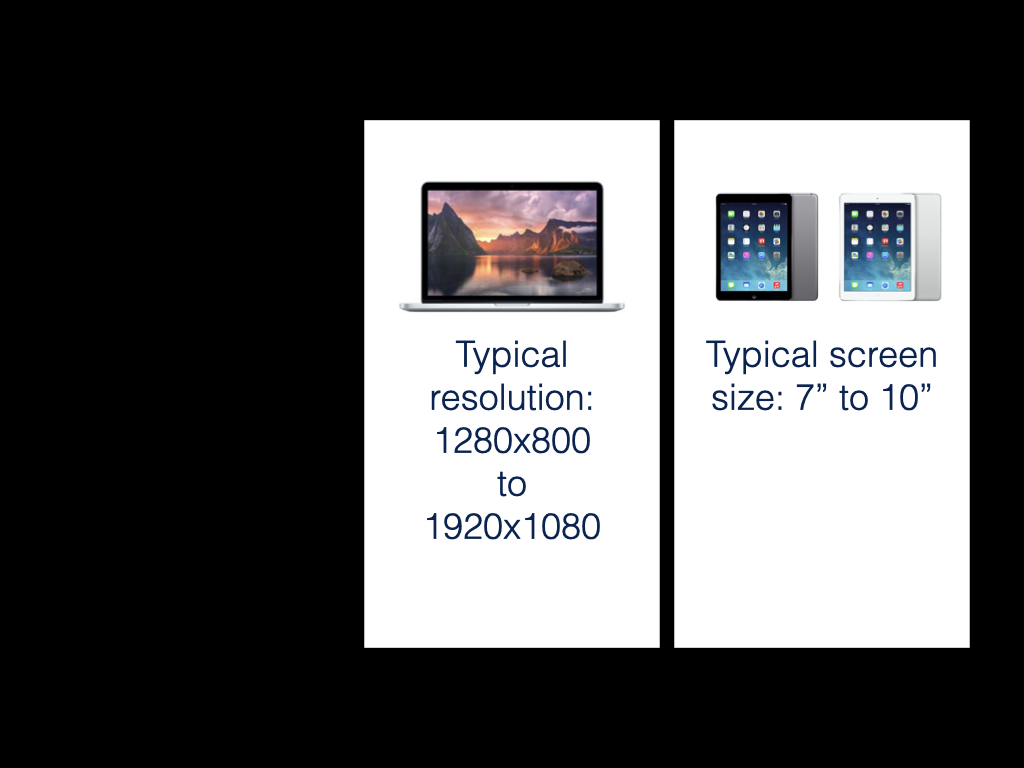 Typical
resolution:
1280x800
to
1920x1080
Typical screen
size: 7” to 10”